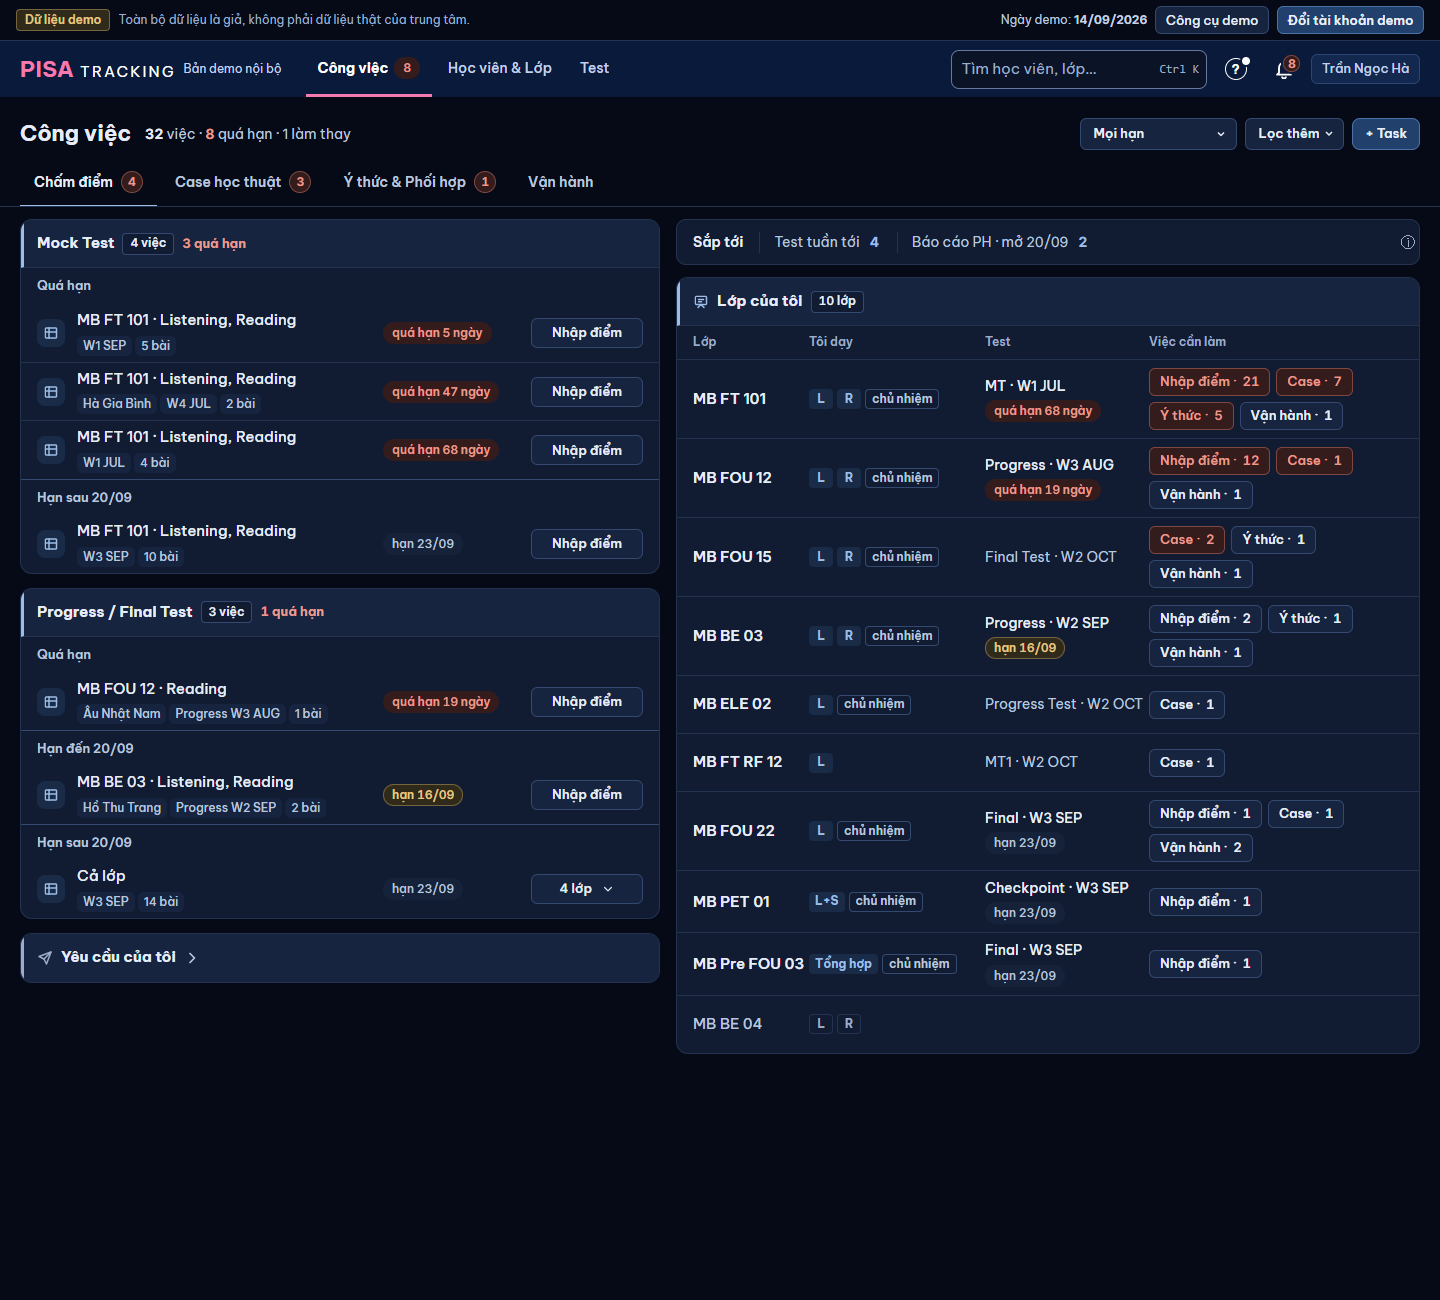 Dữ liệu demo Toàn bộ dữ liệu là giả, không phải dữ liệu thật của trung tâm. Ngày demo: 14/09/2026 Công cụ demo Đổi tài khoản demo
PISA TRACKING Bản demo nội bộ Công việc 8 Học viên & Lớp Test Tìm học viên, lớp... Ctrl K ? 8 Trần Ngọc Hà
Công việc 32 việc · 8 quá hạn · 1 làm thay Mọi hạn Lọc thêm + Task
Chấm điểm 4 Case học thuật 3 Ý thức & Phối hợp 1 Vận hành
Mock Test 4 việc 3 quá hạn
Quá hạn
MB FT 101 · Listening, Reading
W1 SEP 5 bài
quá hạn 5 ngày Nhập điểm
MB FT 101 · Listening, Reading
Hà Gia Bình W4 JUL 2 bài
quá hạn 47 ngày Nhập điểm
MB FT 101 · Listening, Reading
W1 JUL 4 bài
quá hạn 68 ngày Nhập điểm
Hạn sau 20/09
MB FT 101 · Listening, Reading
W3 SEP 10 bài
hạn 23/09 Nhập điểm
Progress / FInal Test 3 việc 1 quá hạn
Quá hạn
MB FOU 12 · Reading
Âu Nhật Nam Progress W3 AUG 1 bài
quá hạn 19 ngày Nhập điểm
Hạn đến 20/09
MB BE 03 · Listening, Reading
Hồ Thu Trang Progress W2 SEP 2 bài
hạn 16/09 Nhập điểm
Hạn sau 20/09
Cả lớp
W3 SEP 14 bài
hạn 23/09 4 lớp
Yêu cầu của tôi
Sắp tới Test tuần tới 4 Báo cáo PH · mở 20/09 2
Lớp của tôi 10 lớp
Lớp Tôi dạy Test Việc cần làm
MB FT 101 L R chủ nhiệm MT · W1 JUL quá hạn 68 ngày Nhập điểm · 21 Case · 7
Ý thức · 5 Vận hành · 1
MB FOU 12 L R chủ nhiệm Progress · W3 AUG quá hạn 19 ngày Nhập điểm · 12 Case · 1
Vận hành · 1
MB FOU 15 L R chủ nhiệm Final Test · W2 OCT Case · 2 Ý thức · 1
Vận hành · 1
MB BE 03 L R chủ nhiệm Progress · W2 SEP hạn 16/09 Nhập điểm · 2 Ý thức · 1
Vận hành · 1
MB ELE 02 L chủ nhiệm Progress Test · W2 OCT Case · 1
MB FT RF 12 L MT1 · W2 OCT Case · 1
MB FOU 22 L chủ nhiệm Final · W3 SEP hạn 23/09 Nhập điểm · 1 Case · 1
Vận hành · 2
MB PET 01 L+S chủ nhiệm Checkpoint · W3 SEP hạn 23/09 Nhập điểm · 1
MB Pre FOU 03 Tổng hợp chủ nhiệm Final · W3 SEP hạn 23/09 Nhập điểm · 1
MB BE 04 L R